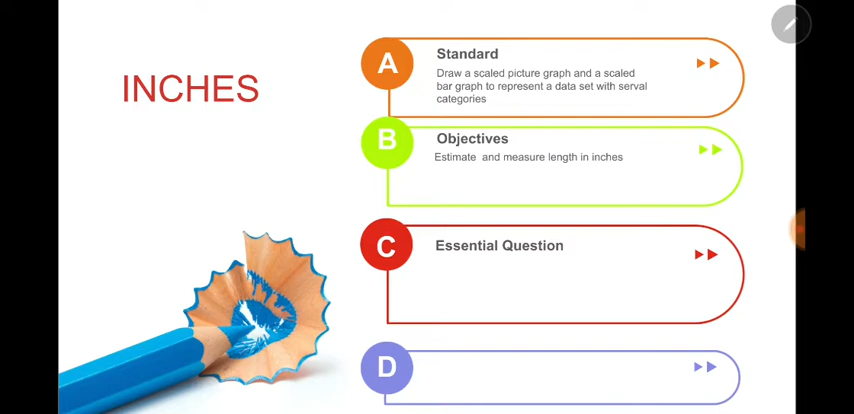 INCHES
A
Standard
Draw a scaled picture graph and a scaled
bar graph to represent a data set with serval
categories
B
Objectives
Estimate and measure length in inches
C
Essential Question
D